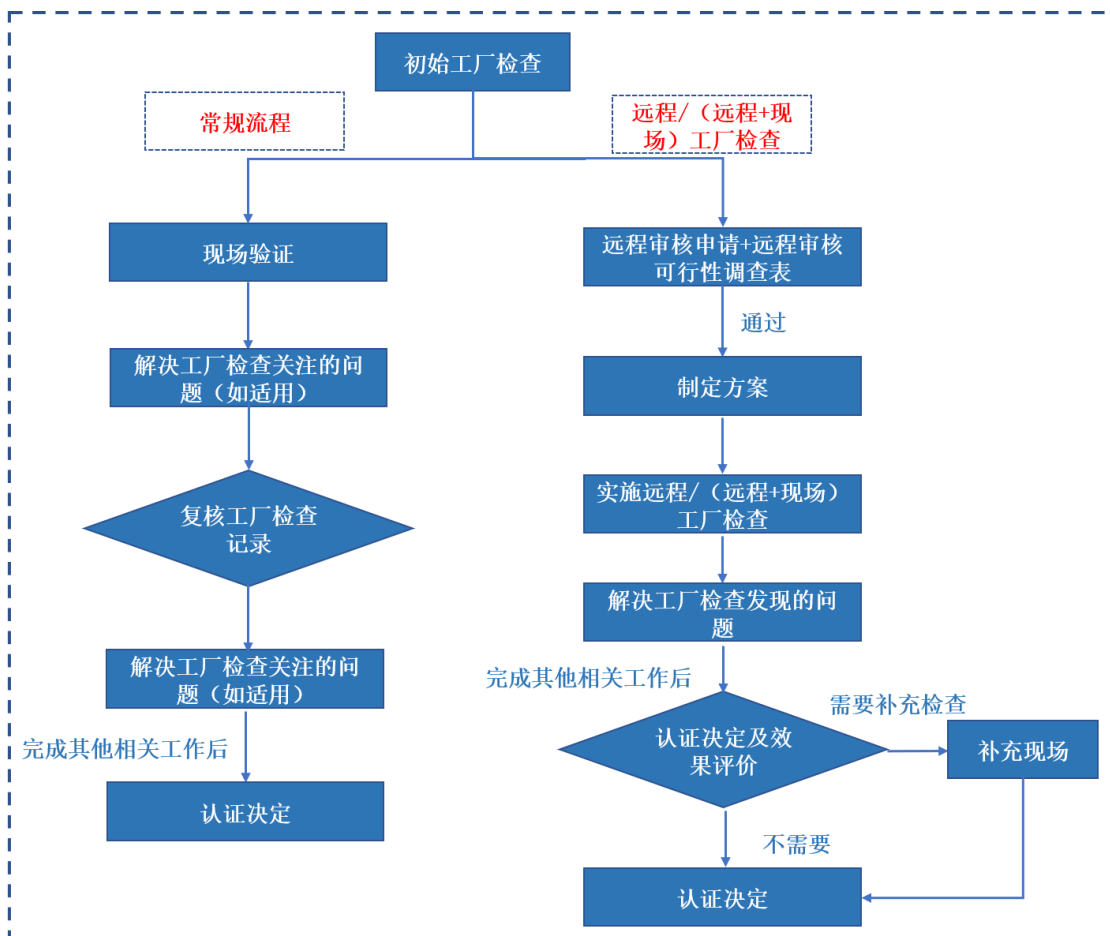 初始工厂检查
常规流程
远程/（远程+现
场）工厂检查
现场验证
解决工厂检查关注的问
题（如适用）
复核工厂检查
记录
解决工厂检查关注的问
题（如适用）
完成其他相关工作后
认证决定
远程审核申请+远程审核
可行性调查表
通过
制定方案
实施远程/（远程+现场）
工厂检查
解决工厂检查发现的问
题
完成其他相关工作后
认证决定及效
果评价
需要补充检查
补充现场
不需要
认证决定